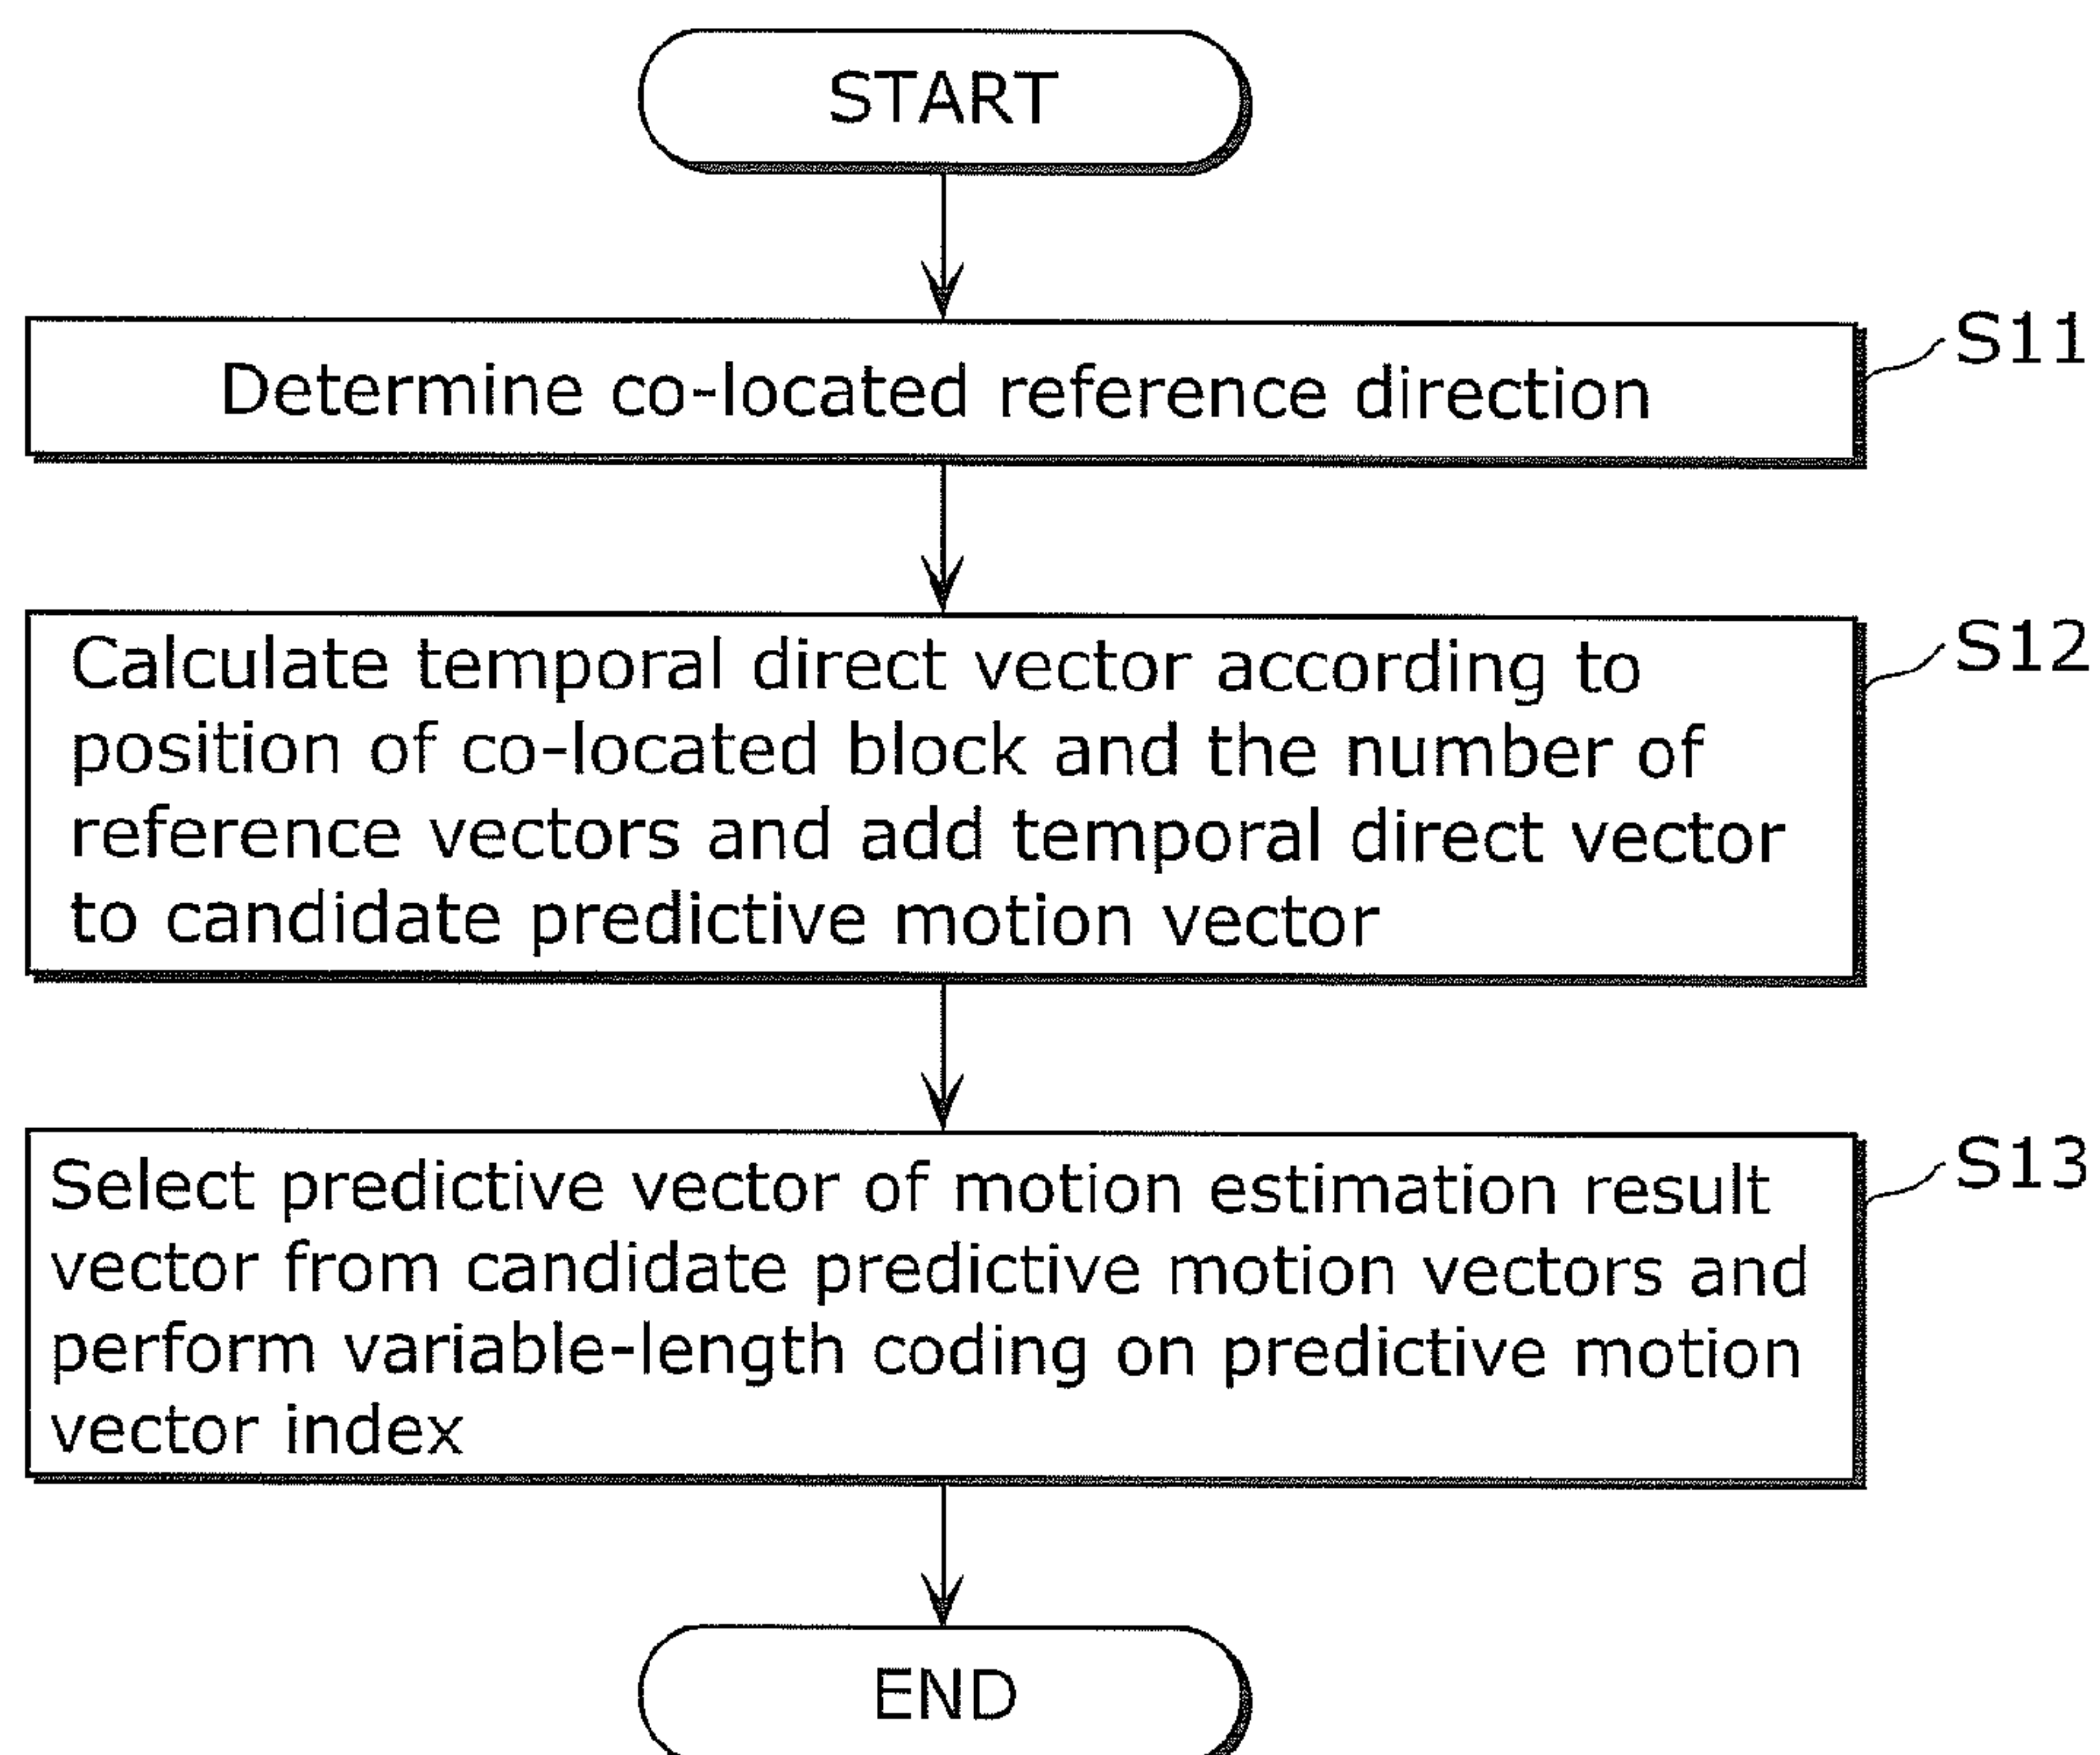 START
Determine co-located reference direction
S11
Calculate temporal direct vector according to
position of co-located block and the number of
reference vectors and add temporal direct vector
to candidate predictive motion vector
S12
Select predictive vector of motion estimation result
vector from candidate predictive motion vectors and
perform variable-length coding on predictive motion
vector index
S13
END